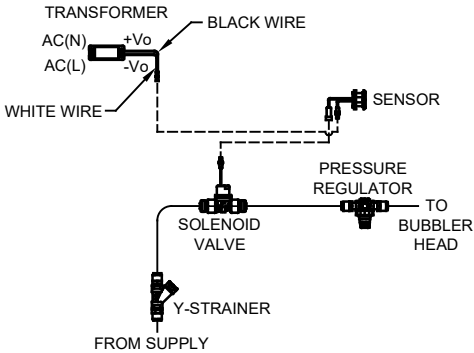 TRANSFORMER
BLACK WIRE
AC(N)
+Vo
AC(L)
-Vo
WHITE WIRE
SENSOR
PRESSURE
REGULATOR
TO
BUBBLER
HEAD
SOLENOID
VALVE
Y-STRAINER
FROM SUPPLY